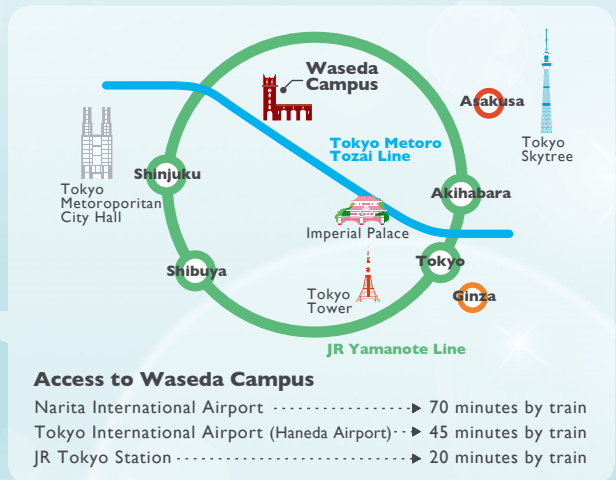 Waseda
Campus
Asakusa
Tokyo Metoro
Tozai Line
Tokyo
Skytree
Shinjuku
Tokyo
Metoroporitan
City Hall
Akihabara
Imperial Palace
Shibuya
Tokyo
Tokyo
Tower
Ginza
JR Yamanote Line
Access to Waseda Campus
Narita International Airport 70 minutes by train
Tokyo International Airport (Haneda Airport) 45 minutes by train
JR Tokyo Station 20 minutes by train